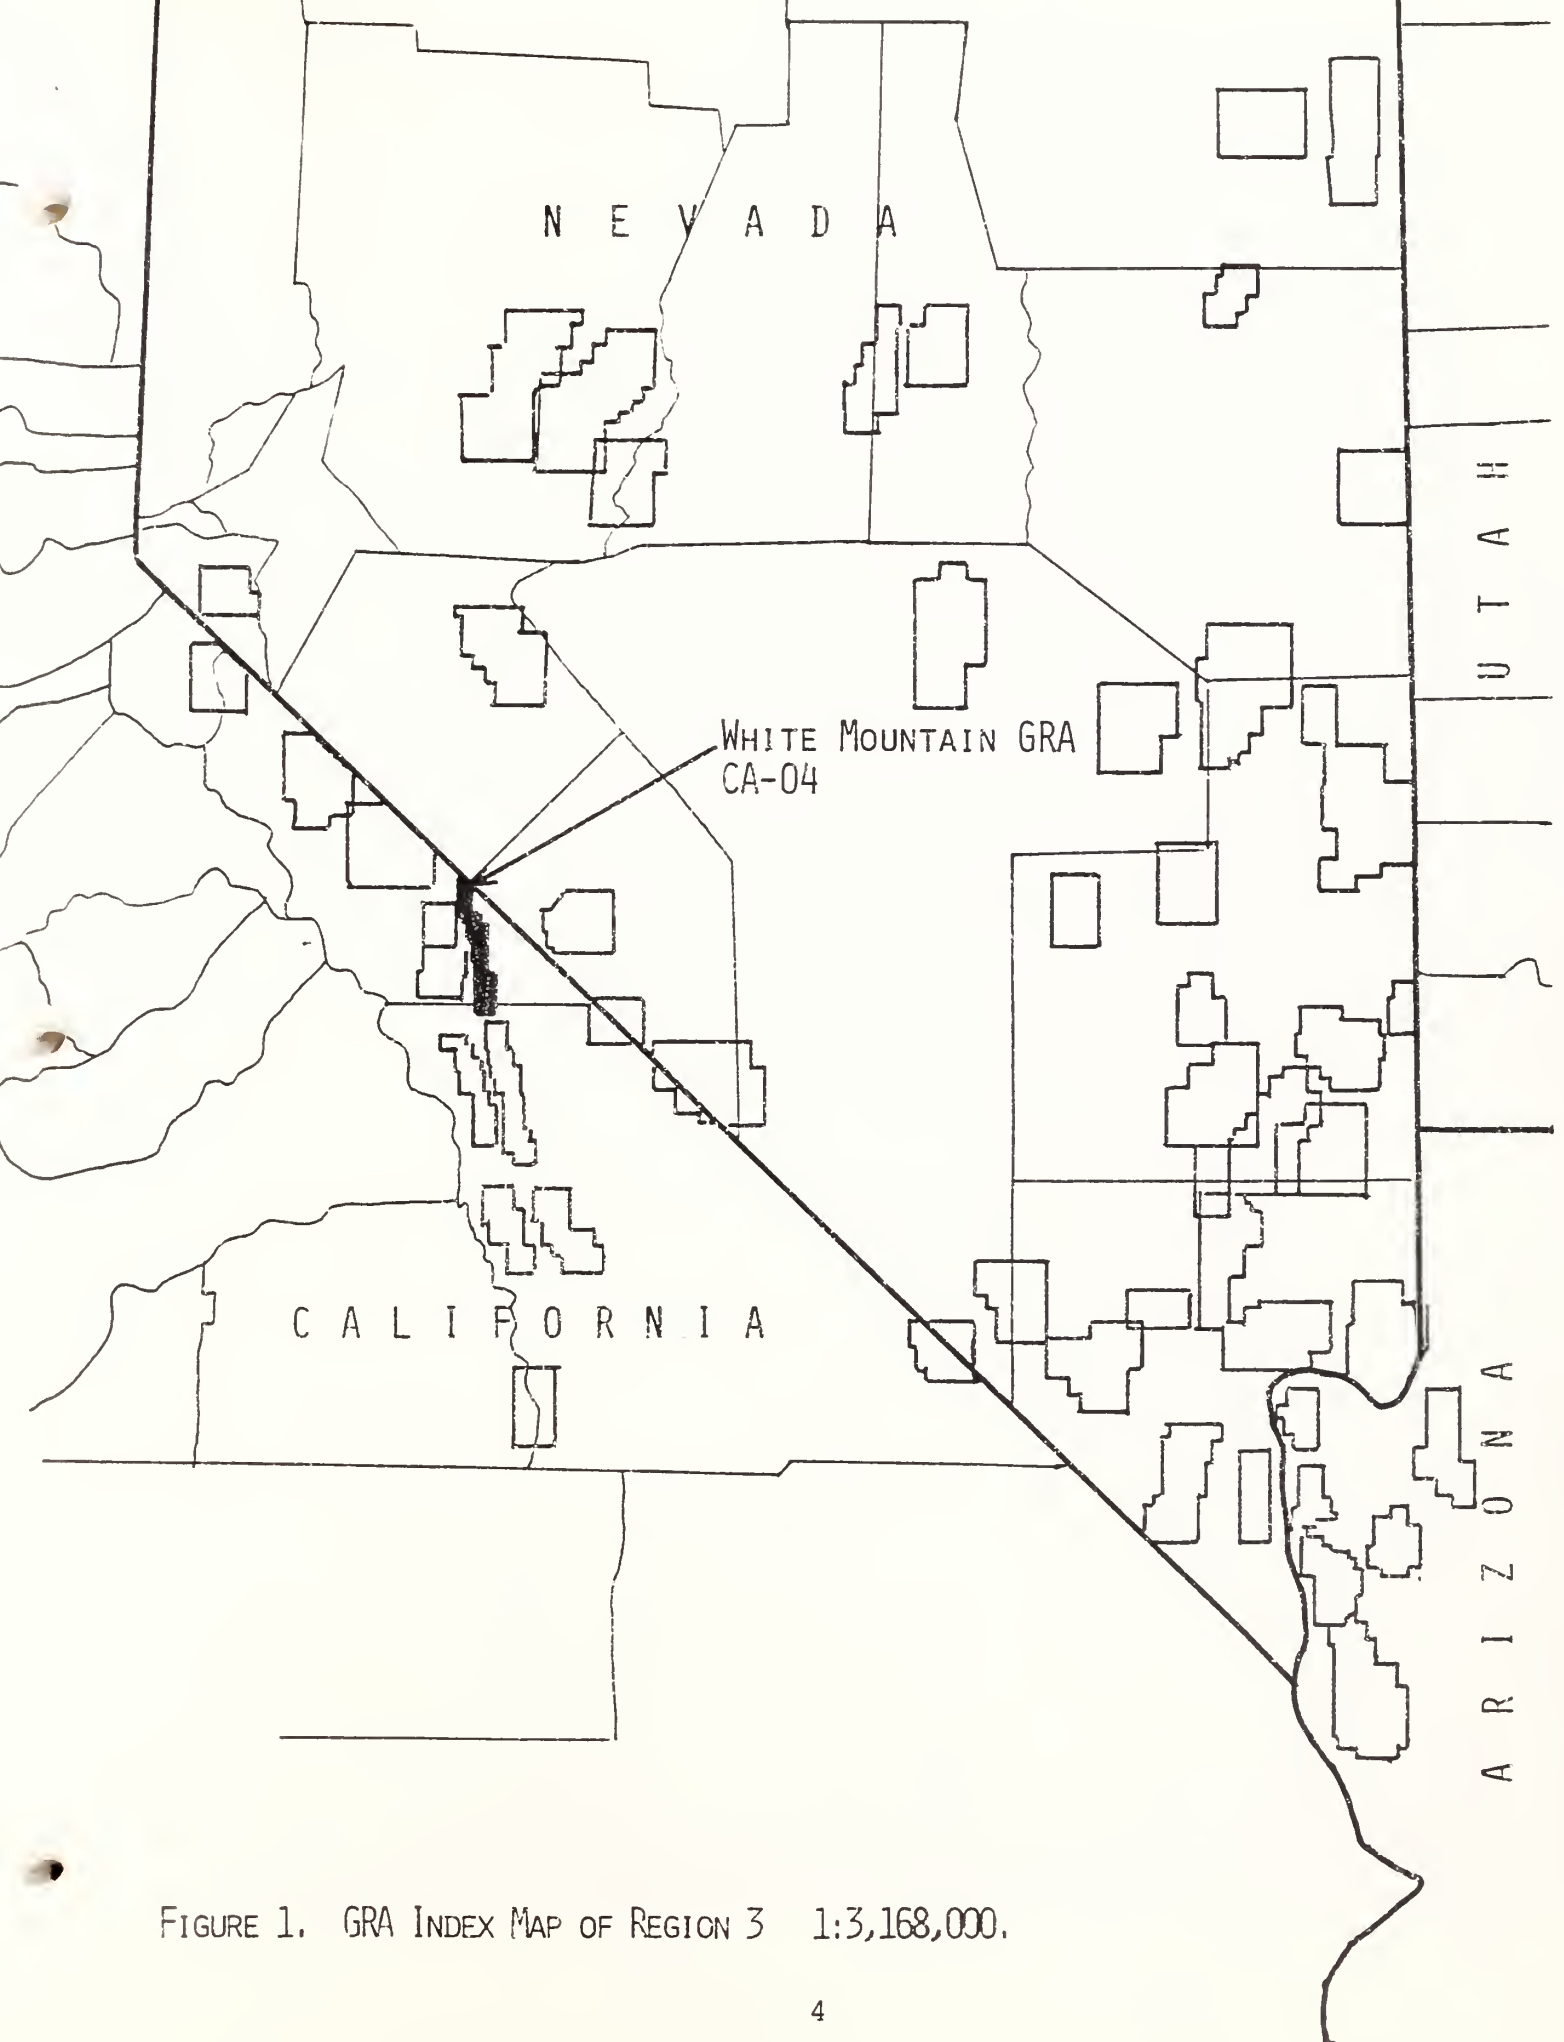 N E V A D A
U T A H
WHITE MOUNTAIN GRA
CA-04
C A L I F O R N I A
A R I Z O N A
FIGURE 1. GRA INDEX MAP OF REGION 3 1:3,168,000.
4